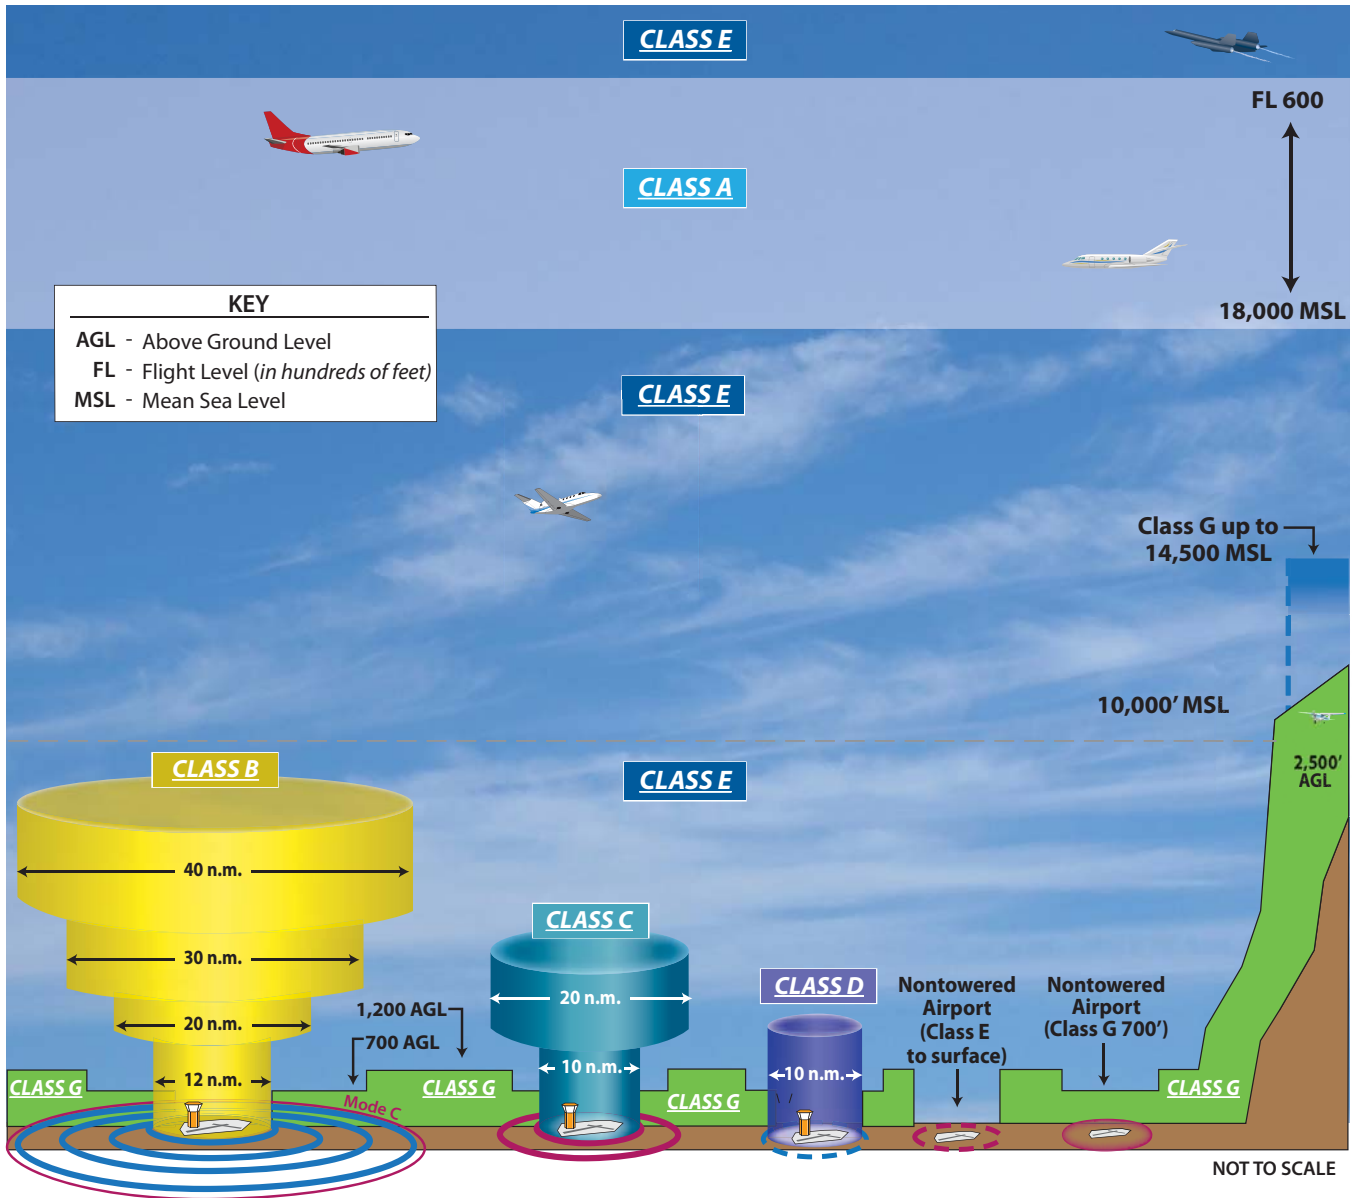 CLASS E
FL 600
CLASS A
18,000 MSL
KEY
AGL - Above Ground Level
FL - Flight Level (in hundreds of feet)
MSL - Mean Sea Level
CLASS E
Class G up to
14,500 MSL
10,000’ MSL
2,500’
AGL
CLASS B
CLASS E
40 n.m.
30 n.m.
20 n.m.
12 n.m.
1,200 AGL
700 AGL
CLASS G
Mode C
CLASS G
CLASS C
20 n.m.
10 n.m.
CLASS G
CLASS D
10 n.m.
Nontowered
Airport
(Class E
to surface)
Nontowered
Airport
(Class G 700’)
CLASS G
NOT TO SCALE